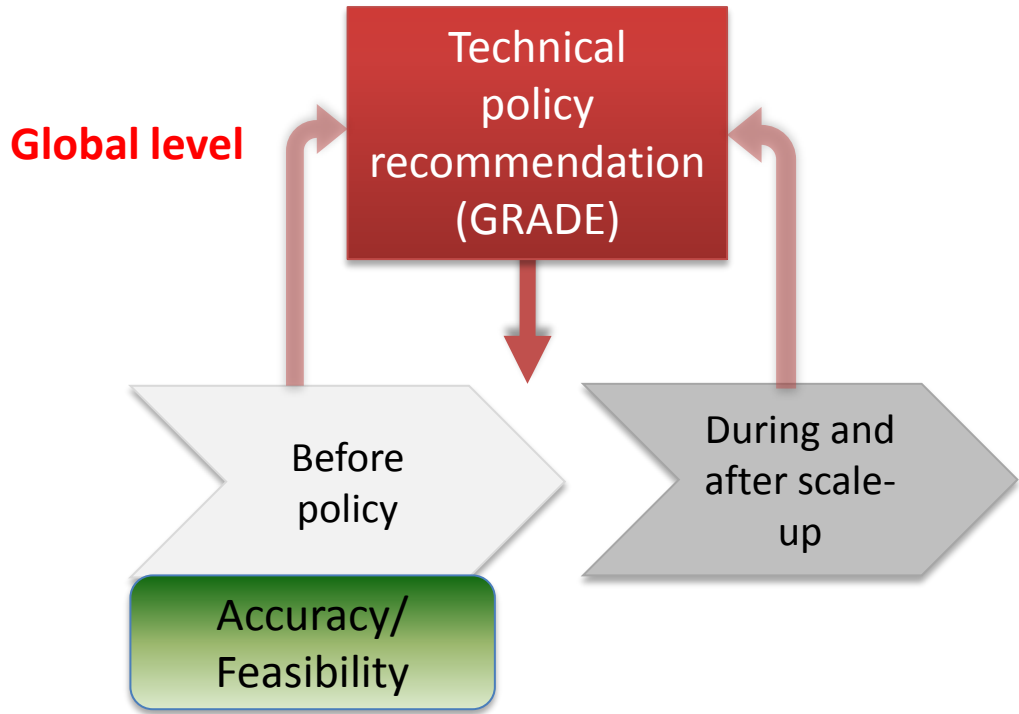 Technical
policy
recommendation
(GRADE)
Global level
Before
policy
During and
after scale-
up
Accuracy/
Feasibility